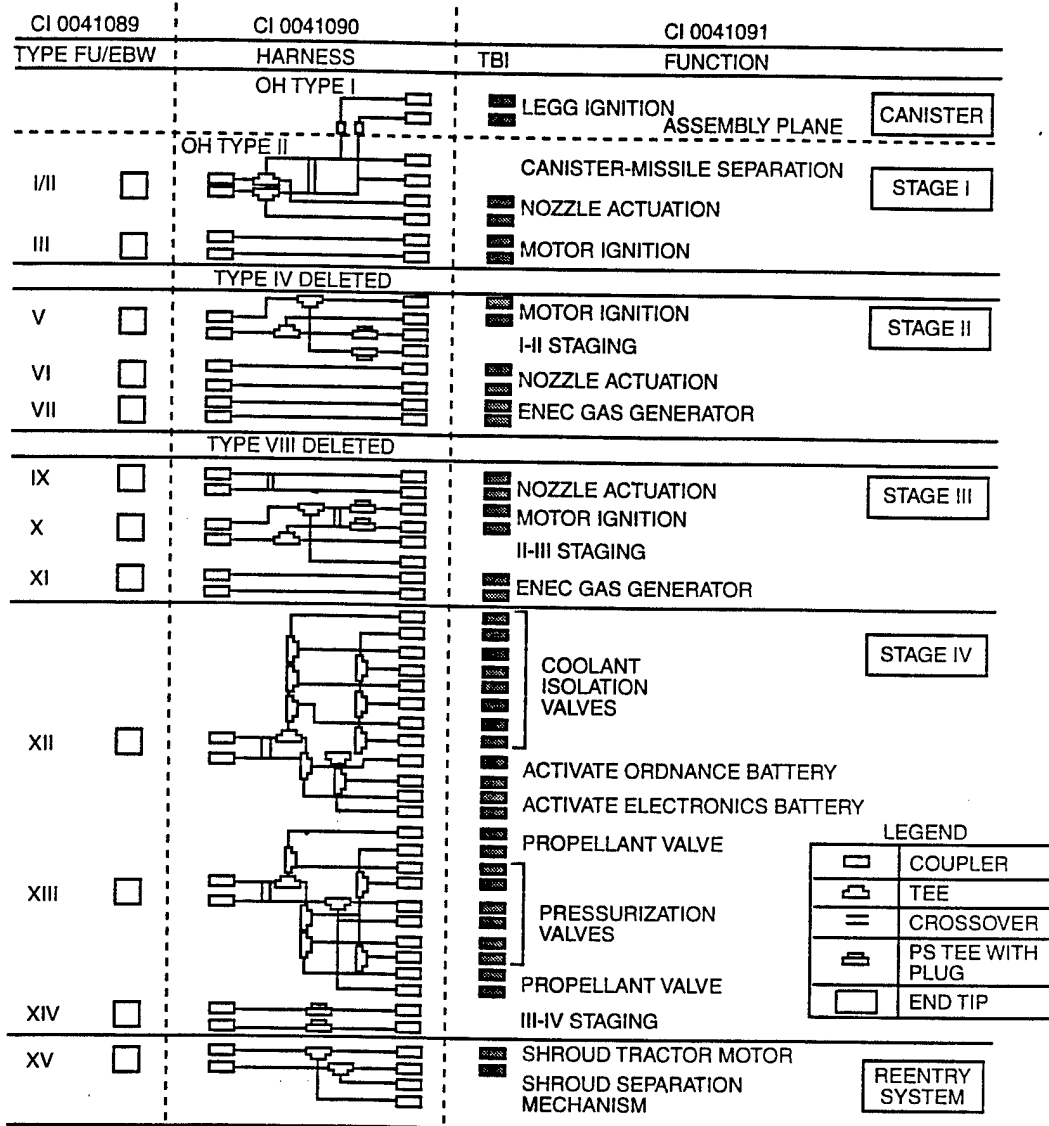 CI 0041089 CI 0041090 CI 0041091
TYPE FU/EBW HARNESS TBI FUNCTION
OH TYPE I
LEGG IGNITION
ASSEMBLY PLANE
CANISTER
OH TYPE II
I/II
CANISTER-MISSILE SEPARATION
STAGE I
NOZZLE ACTUATION
III
MOTOR IGNITION
TYPE IV DELETED
V
MOTOR IGNITION
STAGE II
I-II STAGING
VI
NOZZLE ACTUATION
VII
ENEC GAS GENERATOR
TYPE VIII DELETED
IX
NOZZLE ACTUATION
STAGE III
X
MOTOR IGNITION
II-III STAGING
XI
ENEC GAS GENERATOR
STAGE IV
COOLANT
ISOLATION
VALVES
XII
ACTIVATE ORDNANCE BATTERY
ACTIVATE ELECTRONICS BATTERY
PROPELLANT VALVE
XIII
PRESSURIZATION
VALVES
PROPELLANT VALVE
XIV
III-IV STAGING
LEGEND
COUPLER
TEE
CROSSOVER
PS TEE WITH
PLUG
END TIP
XV
SHROUD TRACTOR MOTOR
SHROUD SEPARATION
MECHANISM
REENTRY
SYSTEM